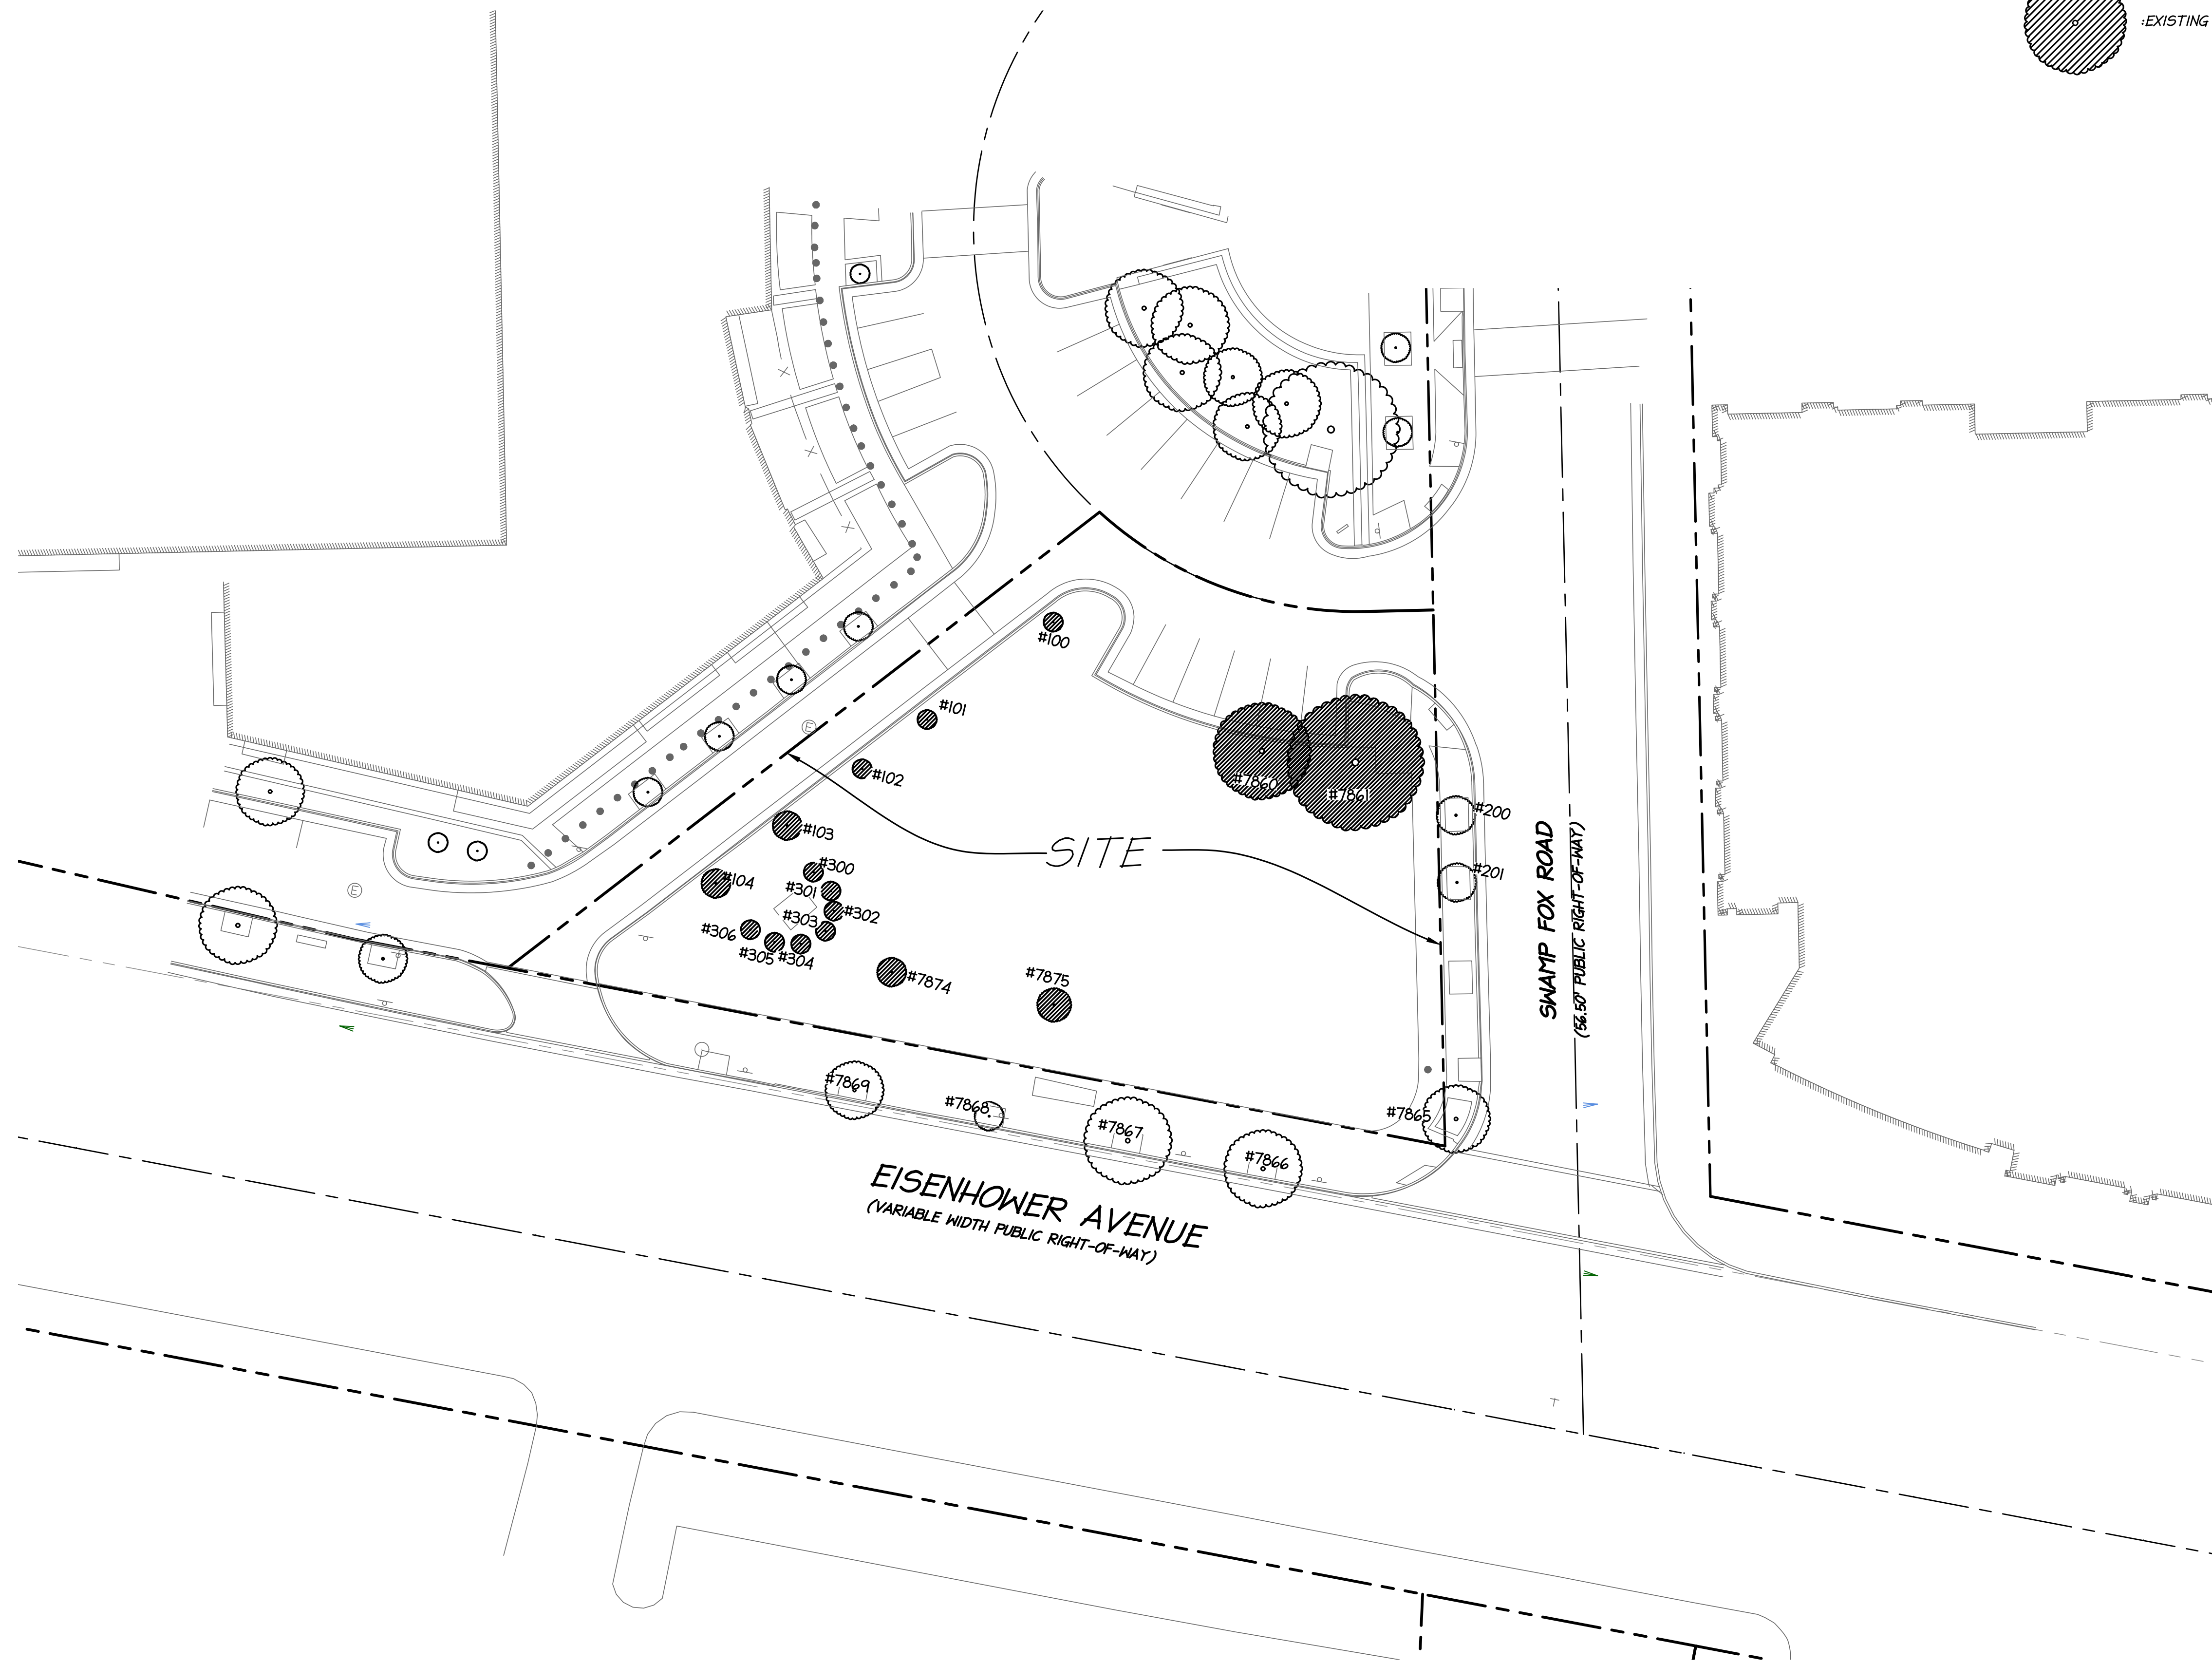 :EXISTING
#100
#101
#102
#103
#104
#300
#301
#302
#303
#304
#305
#306
#7874
#7875
#7860
#7861
#200
#201
SITE
SWAMP FOX ROAD
(56.50' PUBLIC RIGHT-OF-WAY)
E
E
#7869
#7868
#7867
#7866
#7865
EISENHOWER AVENUE
(VARIABLE WIDTH PUBLIC RIGHT-OF-WAY)